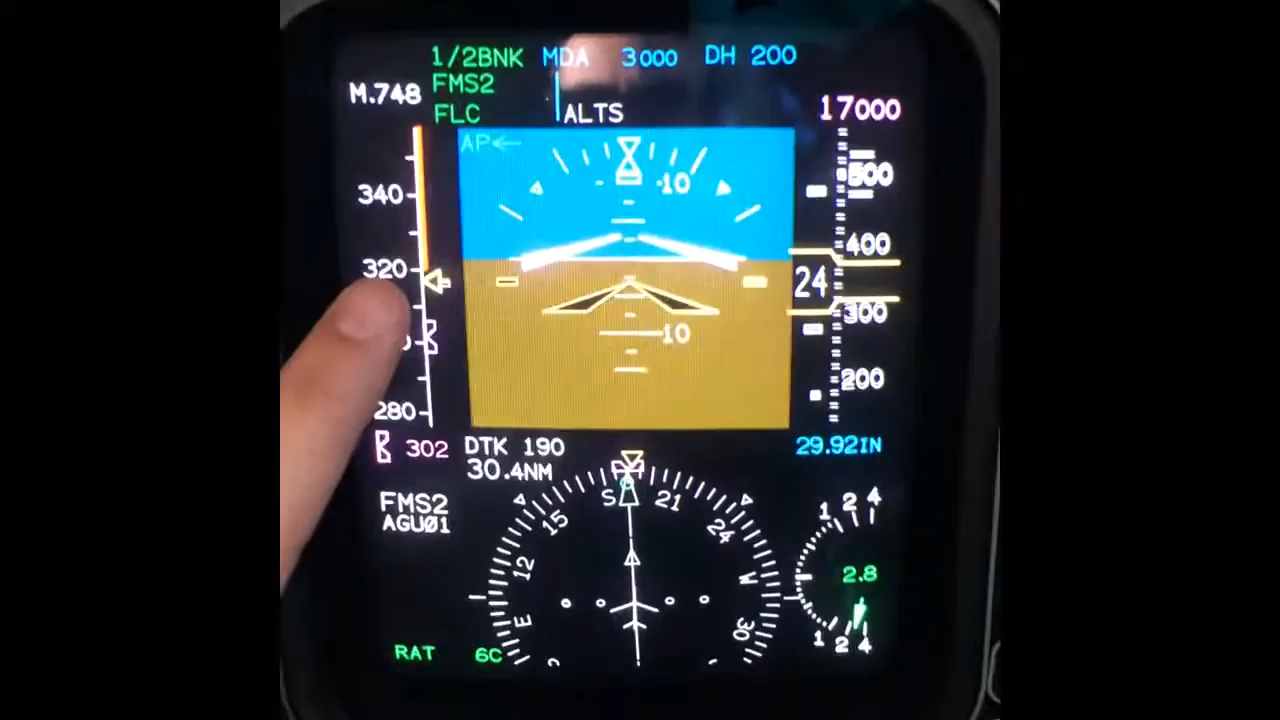 1/2BNK MDA 3000 DH 200
FMS2
M.748
FLC ALTS 17000
AP←
340
10
500
400
320
24
300
10
200
280
302 DTK 190 29.92IN
30.4NM
FMS2
AGU01
S 21
15 24
12 W
E 30
1 2 4
2.8
1 2 4
RAT 6C